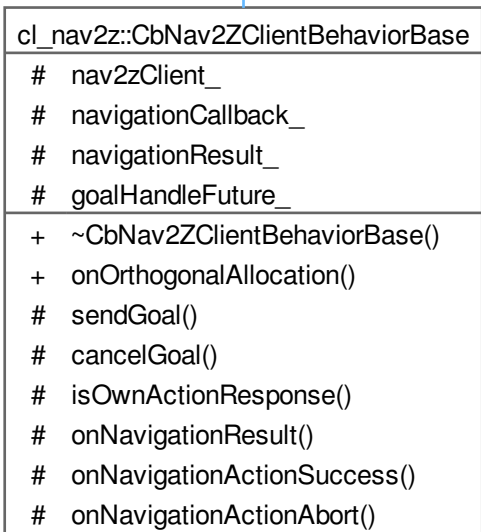 cl_nav2z::CbNav2ZClientBehaviorBase
# nav2zClient_
# navigationCallback_
# navigationResult_
# goalHandleFuture_
+ ~CbNav2ZClientBehaviorBase()
+ onOrthogonalAllocation()
# sendGoal()
# cancelGoal()
# isOwnActionResponse()
# onNavigationResult()
# onNavigationActionSuccess()
# onNavigationActionAbort()